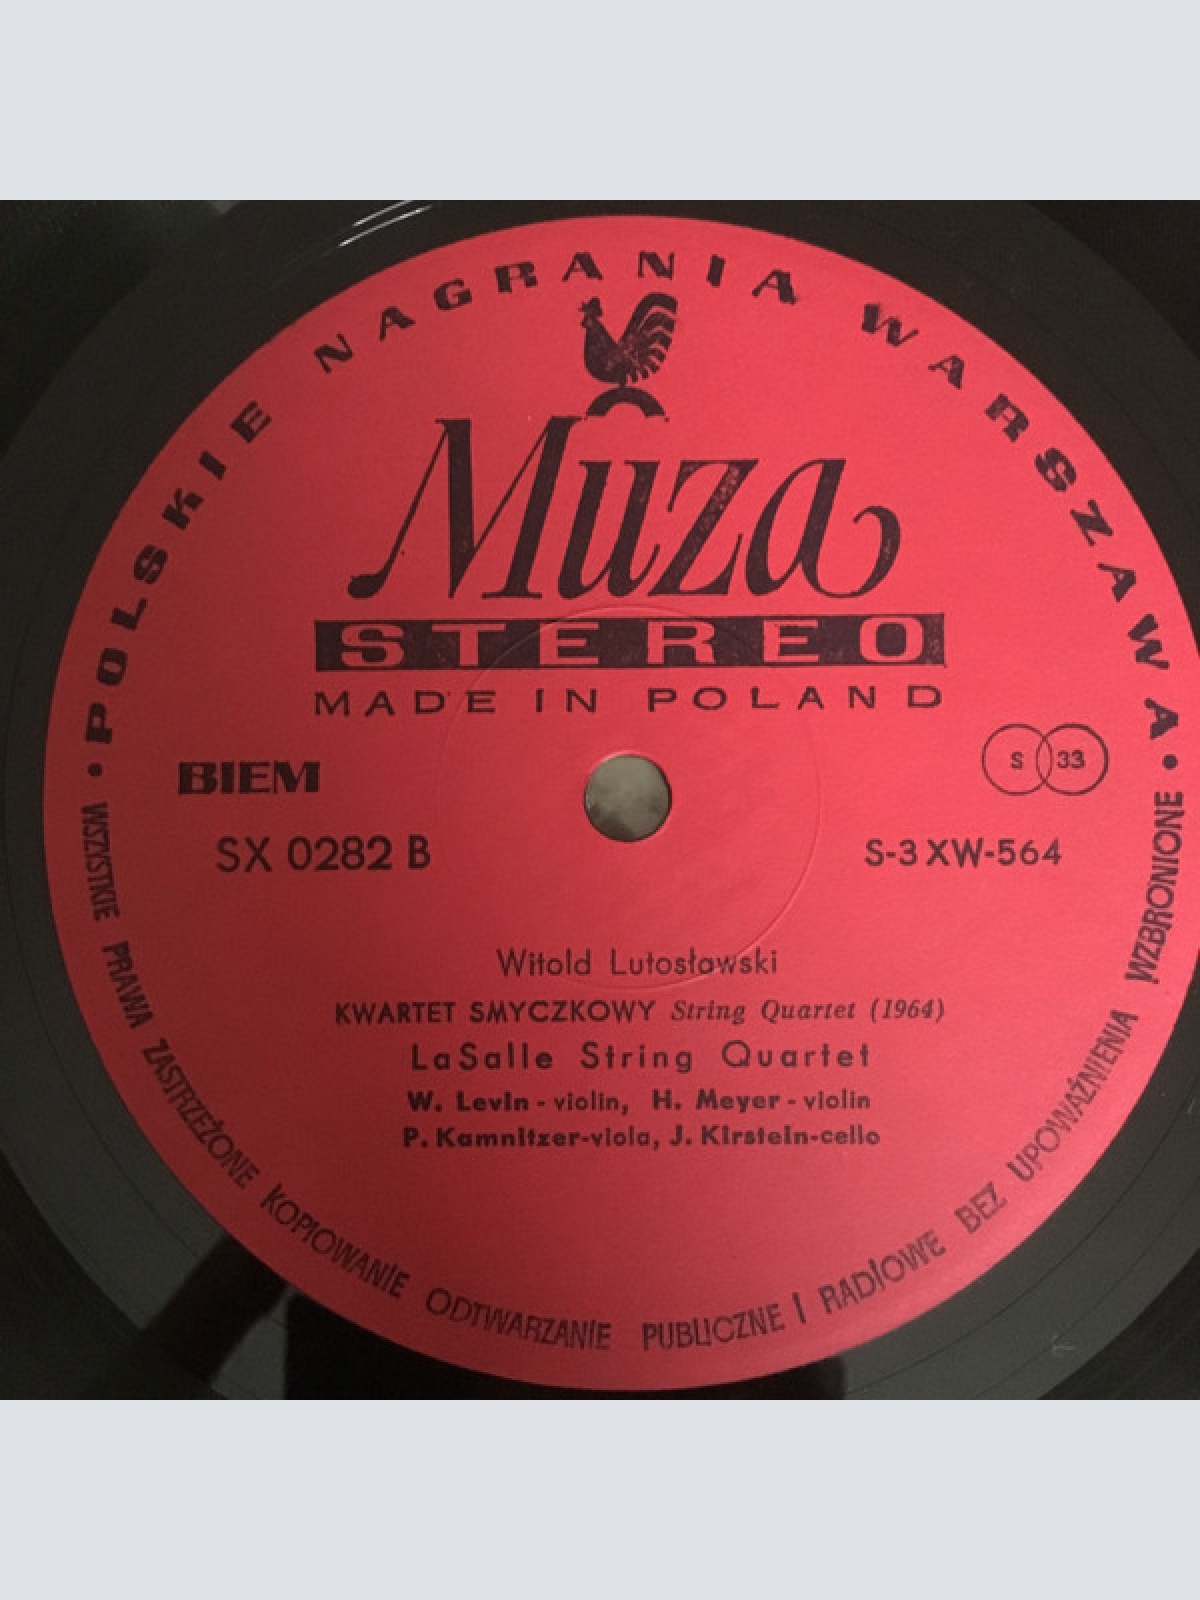 • POLSKIE NAGRANIA WARSZAWA •
Muza
STEREO
MADE IN POLAND
BIEM
S 33
SX 0282 B
S-3 XW-564
Witold Lutosławski
KWARTET SMYCZKOWY String Quartet (1964)
LaSalle String Quartet
W. Levin - violin, H. Meyer - violin
P. Kamnitzer-viola, J. Kirstein-cello
WSZYSTKIE PRAWA ZASTRZEŻONE KOPIOWANIE ODTWARZANIE PUBLICZNE I RADIOWE BEZ UPOWAŻNIENIA WZBRONIONE